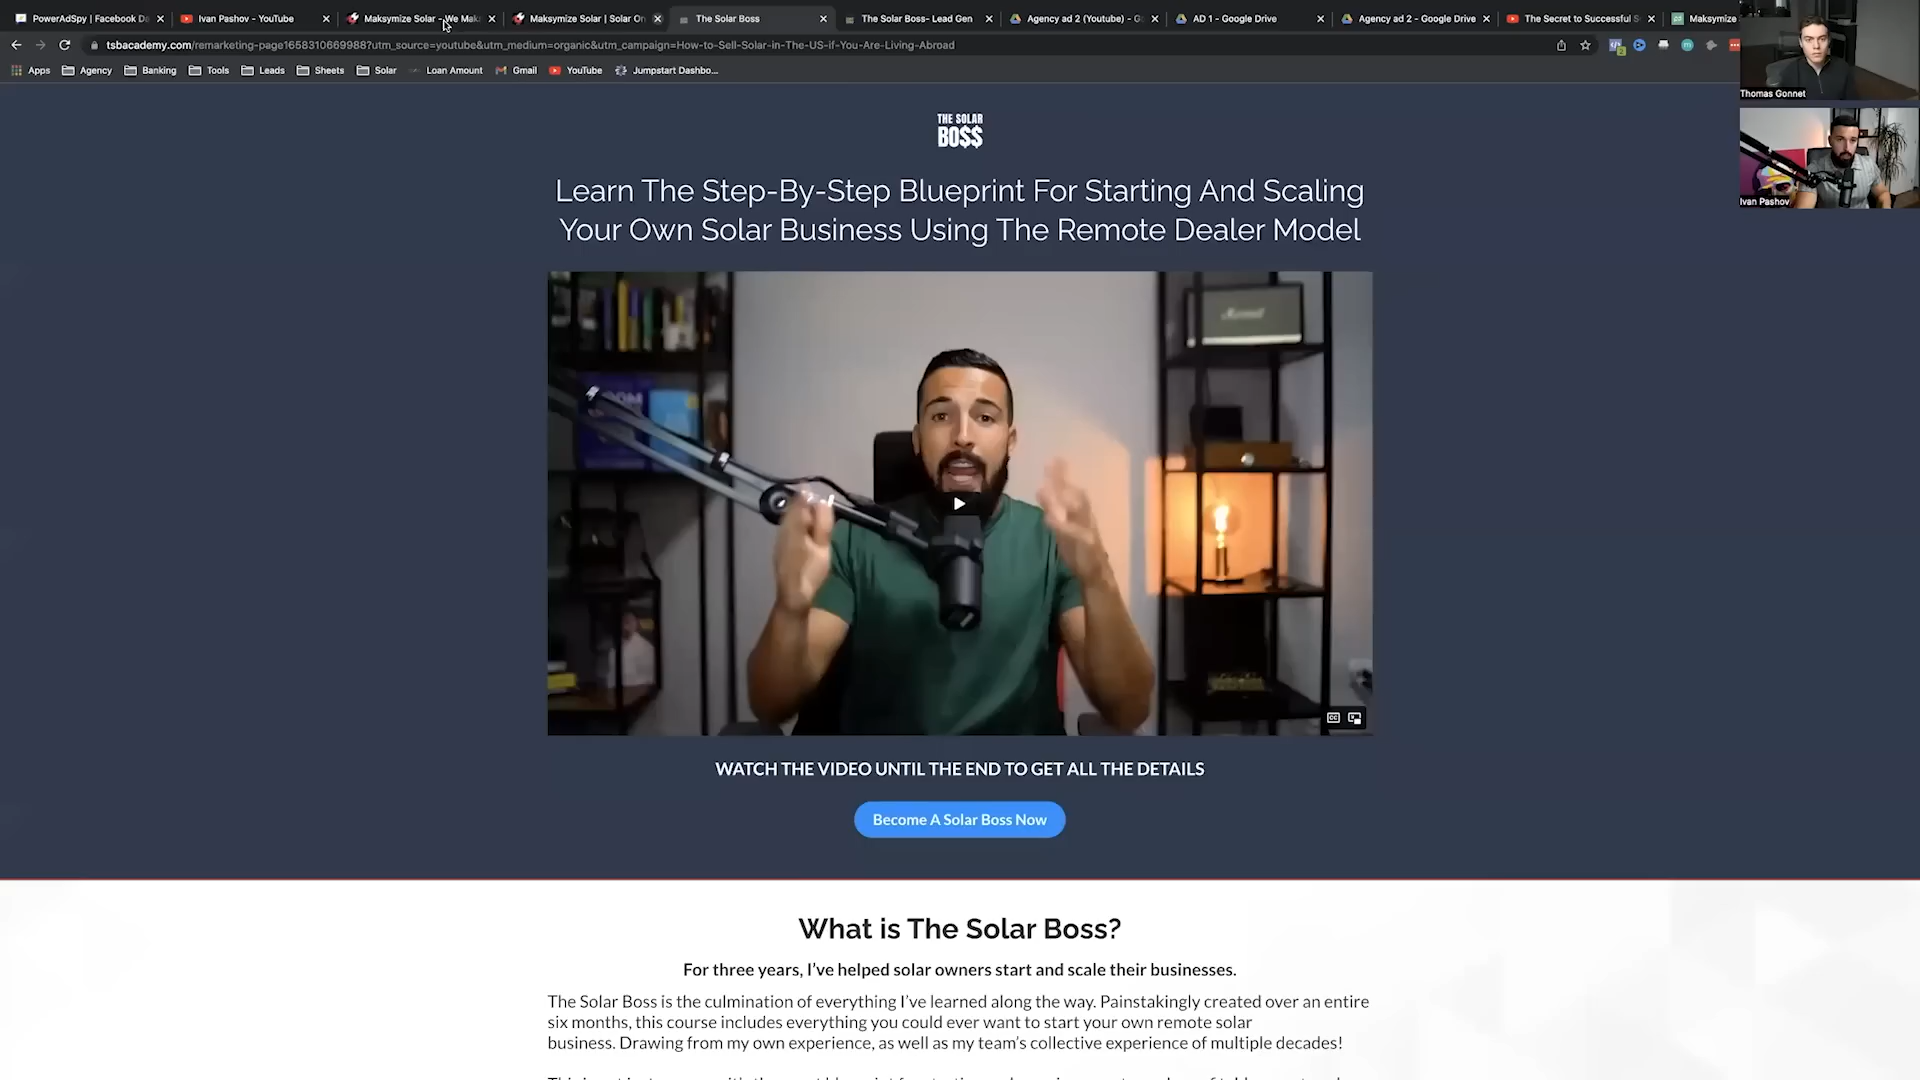 PowerAdSpy | Facebook Da
Ivan Pashov - YouTube
Maksymize Solar - We Mak
Maksymize Solar | Solar On
The Solar Boss
The Solar Boss- Lead Gen
Agency ad 2 (Youtube) - G
AD 1 - Google Drive
Agency ad 2 - Google Drive
The Secret to Successful S
Maksymize
tsbacademy.com/remarketing-page1658310669988?utm_source=youtube&utm_medium=organic&utm_campaign=How-to-Sell-Solar-in-The-US-if-You-Are-Living-Abroad
Apps Agency Banking Tools Leads Sheets Solar Loan Amount Gmail YouTube Jumpstart Dashbo...
Thomas Gonnet
Ivan Pashov
THE SOLAR
BO$$
Learn The Step-By-Step Blueprint For Starting And Scaling
Your Own Solar Business Using The Remote Dealer Model
Marshall
CC
WATCH THE VIDEO UNTIL THE END TO GET ALL THE DETAILS
Become A Solar Boss Now
What is The Solar Boss?
For three years, I've helped solar owners start and scale their businesses.
The Solar Boss is the culmination of everything I've learned along the way. Painstakingly created over an entire
six months, this course includes everything you could ever want to start your own remote solar
business. Drawing from my own experience, as well as my team's collective experience of multiple decades!